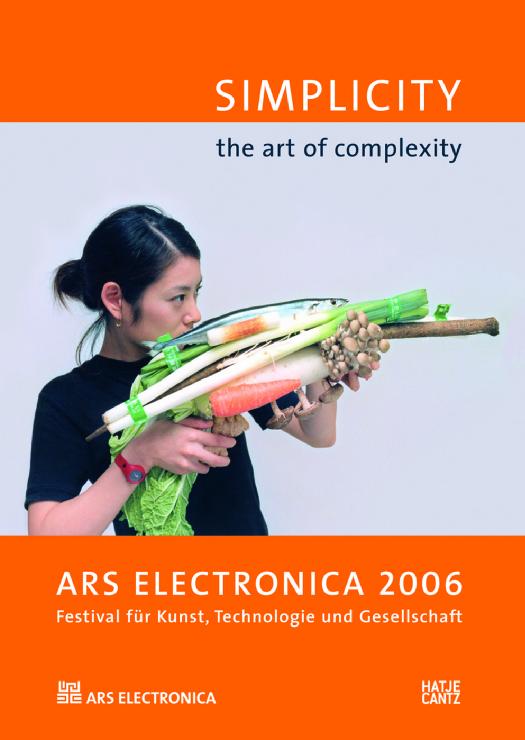 SIMPLICITY
the art of complexity
ARS ELECTRONICA 2006
Festival für Kunst, Technologie und Gesellschaft
ARS ELECTRONICA
HATJE
CANTZ